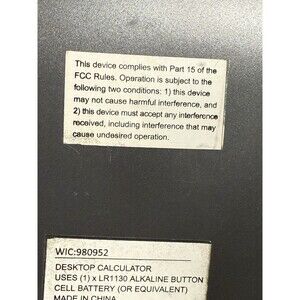 This device complies with Part 15 of the
FCC Rules. Operation is subject to the
following two conditions: 1) this device
may not cause harmful interference, and
2) this device must accept any interference
received, including interference that may
cause undesired operation.
WIC:980952
DESKTOP CALCULATOR
USES (1) x LR1130 ALKALINE BUTTON
CELL BATTERY (OR EQUIVALENT)
MADE IN CHINA